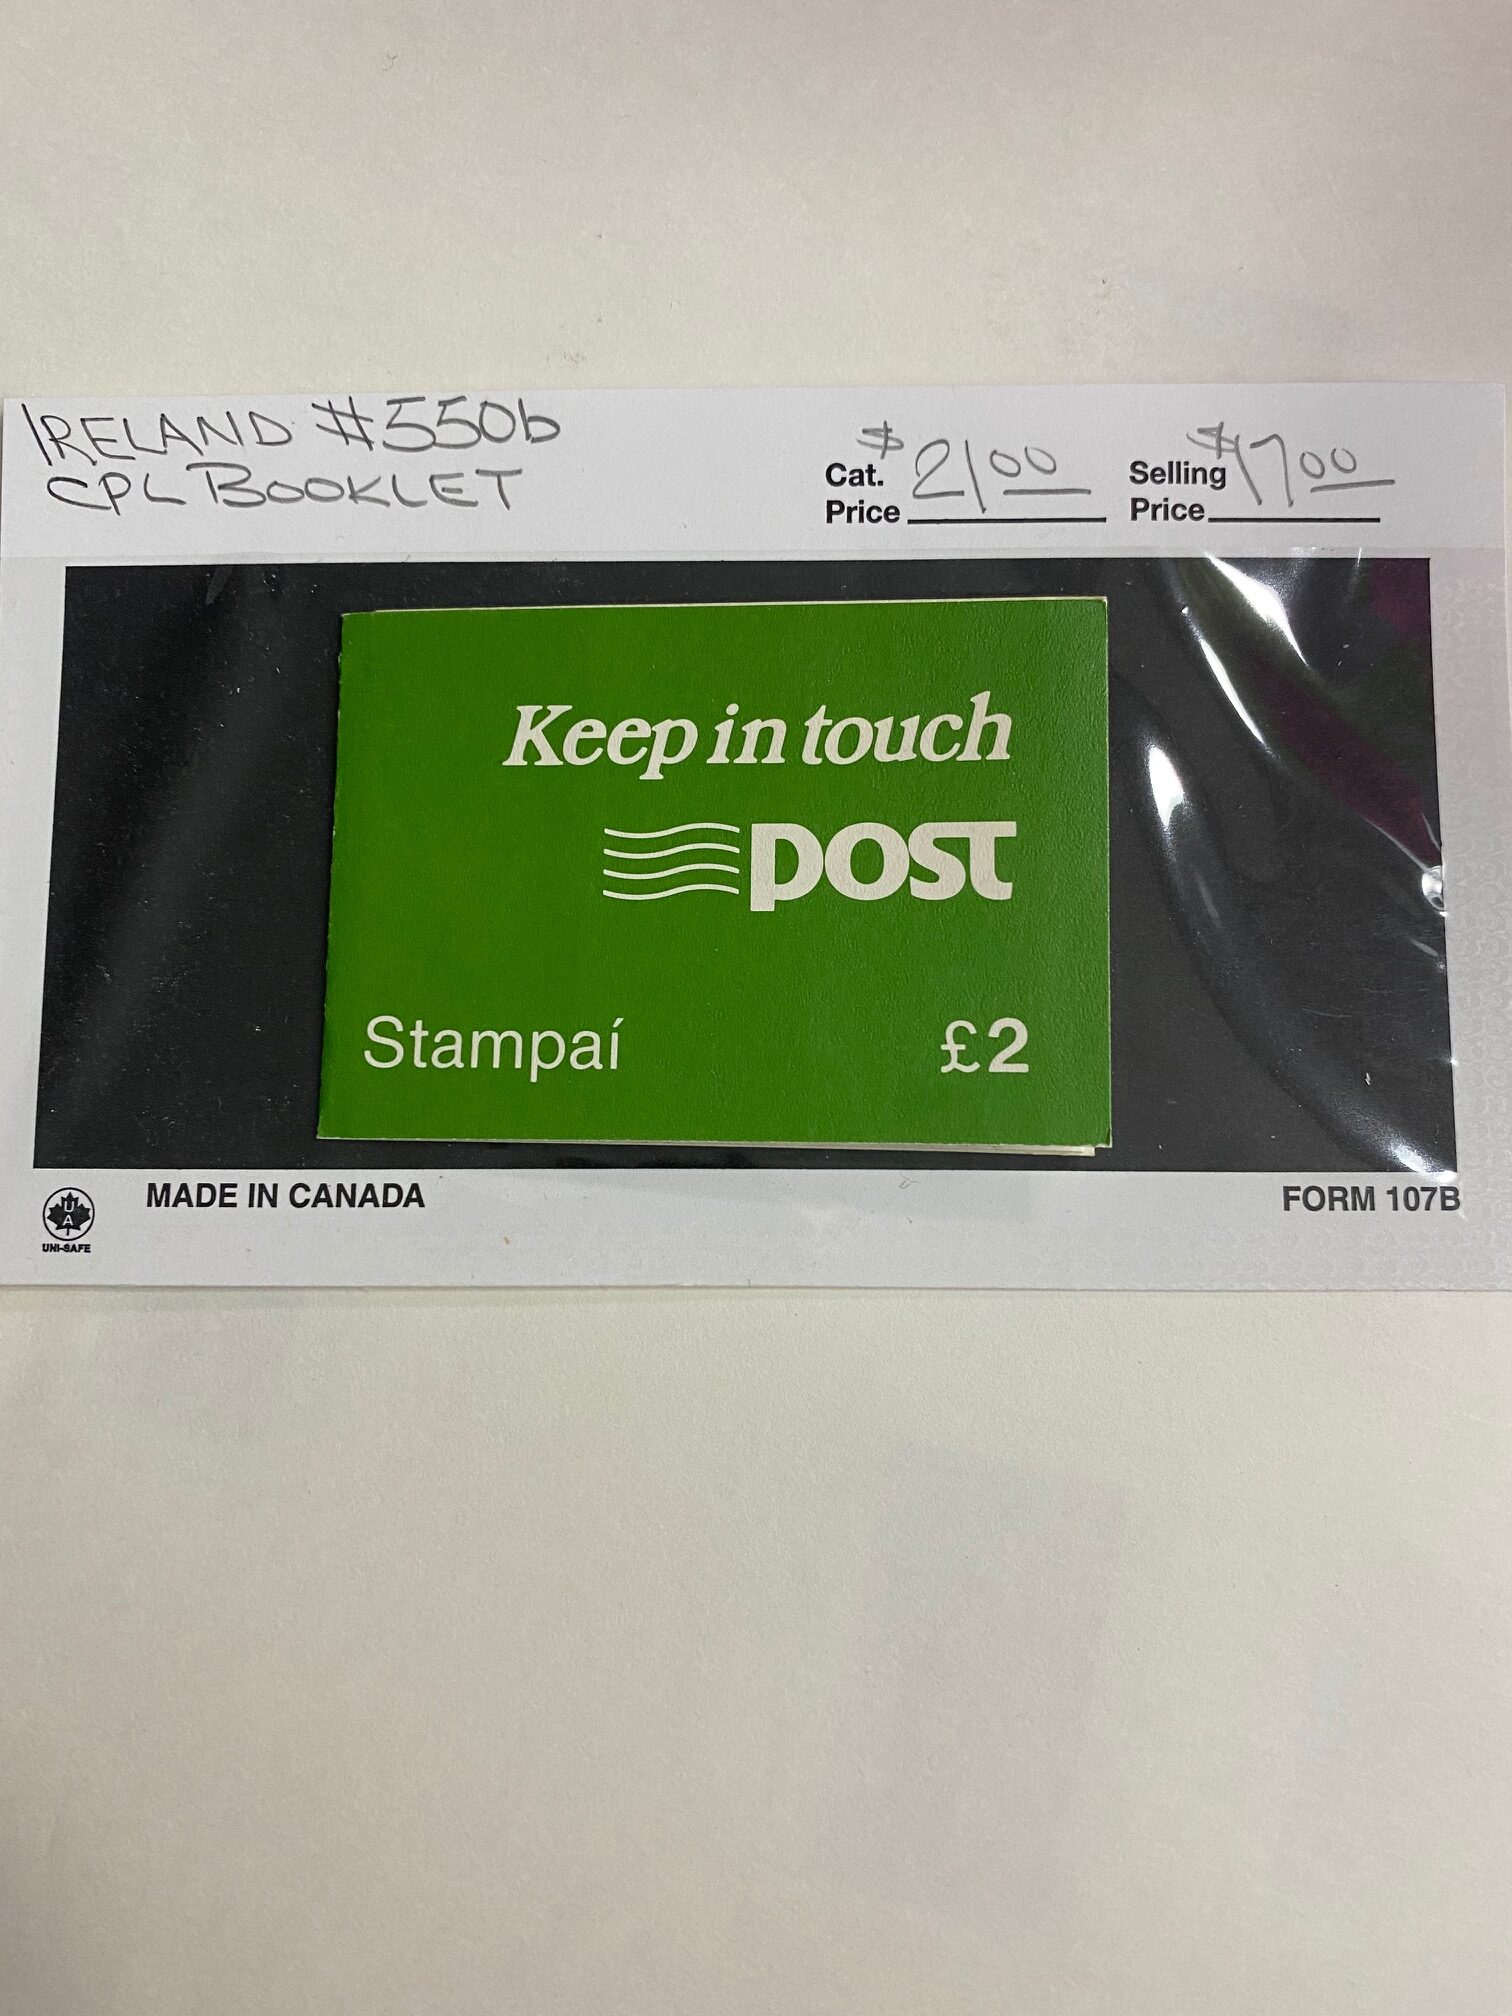 IRELAND #550b
CPL BOOKLET
Cat. Price $21 00
Selling Price $17 00
Keep in touch
post
Stampaí £2
UA
UNI-SAFE
MADE IN CANADA
FORM 107B